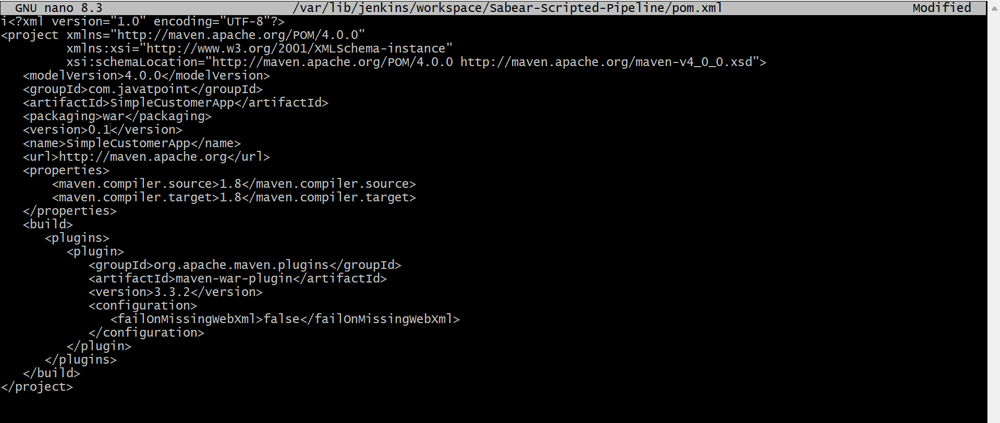 GNU nano 8.3 /var/lib/jenkins/workspace/Sabear-Scripted-Pipeline/pom.xml Modified
i<?xml version="1.0" encoding="UTF-8"?>
<project xmlns="http://maven.apache.org/POM/4.0.0"
         xmlns:xsi="http://www.w3.org/2001/XMLSchema-instance"
         xsi:schemaLocation="http://maven.apache.org/POM/4.0.0 http://maven.apache.org/maven-v4_0_0.xsd">
   <modelVersion>4.0.0</modelVersion>
   <groupId>com.javatpoint</groupId>
   <artifactId>SimpleCustomerApp</artifactId>
   <packaging>war</packaging>
   <version>0.1</version>
   <name>SimpleCustomerApp</name>
   <url>http://maven.apache.org</url>
   <properties>
       <maven.compiler.source>1.8</maven.compiler.source>
       <maven.compiler.target>1.8</maven.compiler.target>
   </properties>
   <build>
      <plugins>
         <plugin>
            <groupId>org.apache.maven.plugins</groupId>
            <artifactId>maven-war-plugin</artifactId>
            <version>3.3.2</version>
            <configuration>
               <failOnMissingWebXml>false</failOnMissingWebXml>
            </configuration>
         </plugin>
      </plugins>
   </build>
</project>